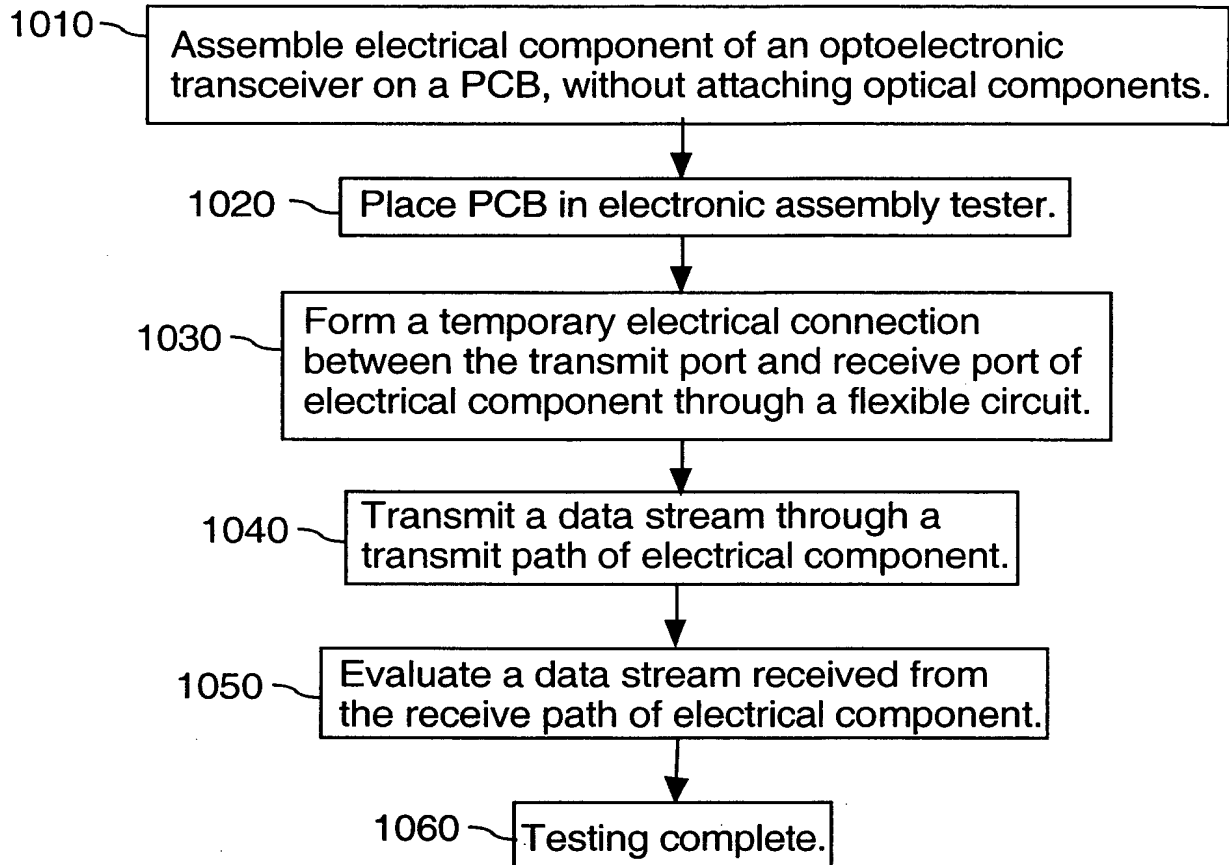 1010
Assemble electrical component of an optoelectronic
transceiver on a PCB, without attaching optical components.
1020
Place PCB in electronic assembly tester.
1030
Form a temporary electrical connection
between the transmit port and receive port of
electrical component through a flexible circuit.
1040
Transmit a data stream through a
transmit path of electrical component.
1050
Evaluate a data stream received from
the receive path of electrical component.
1060
Testing complete.